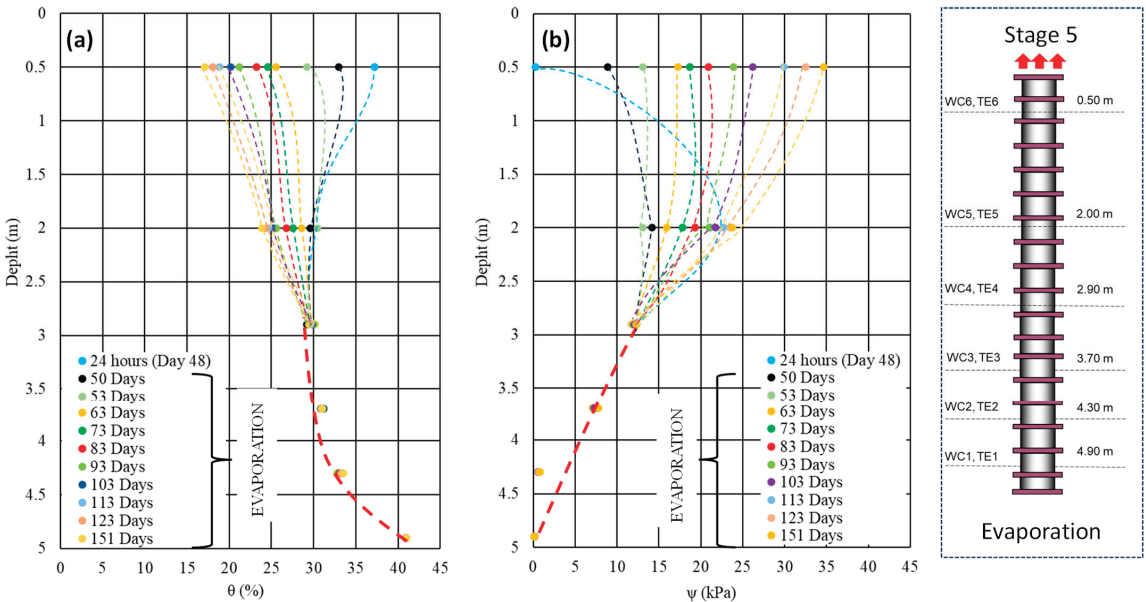 (a)
0
0.5
1
1.5
2
2.5
3
3.5
4
4.5
5
Depht (m)
24 hours (Day 48)
50 Days
53 Days
63 Days
73 Days
83 Days
93 Days
103 Days
113 Days
123 Days
151 Days
EVAPORATION
0 5 10 15 20 25 30 35 40 45
θ (%)
(b)
0
0.5
1
1.5
2
2.5
3
3.5
4
4.5
5
Depht (m)
24 hours (Day 48)
50 Days
53 Days
63 Days
73 Days
83 Days
93 Days
103 Days
113 Days
123 Days
151 Days
EVAPORATION
0 5 10 15 20 25 30 35 40 45
ψ (kPa)
Stage 5
WC6, TE6 0.50 m
WC5, TE5 2.00 m
WC4, TE4 2.90 m
WC3, TE3 3.70 m
WC2, TE2 4.30 m
WC1, TE1 4.90 m
Evaporation